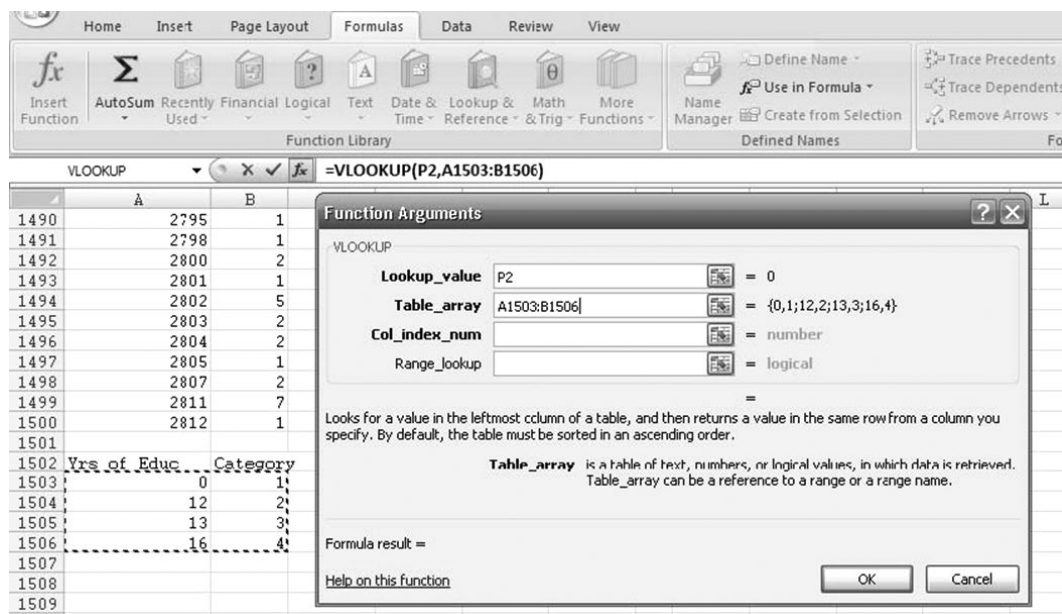 Home Insert Page Layout Formulas Data Review View
fx Σ ? A θ
Insert AutoSum Recently Financial Logical Text Date & Lookup & Math More
Function Used Time Reference & Trig Functions
Function Library
Name Manager
Define Name
Use in Formula
Create from Selection
Defined Names
Trace Precedents
Trace Dependents
Remove Arrows
Fo
VLOOKUP fx =VLOOKUP(P2,A1503:B1506)
A B L
1490 2795 1
1491 2798 1
1492 2800 2
1493 2801 1
1494 2802 5
1495 2803 2
1496 2804 2
1497 2805 1
1498 2807 2
1499 2811 7
1500 2812 1
1501
1502 Yrs of Educ Category
1503 0 1
1504 12 2
1505 13 3
1506 16 4
1507
1508
1509
Function Arguments ? X
VLOOKUP
Lookup_value P2 = 0
Table_array A1503:B1506 = {0,1;12,2;13,3;16,4}
Col_index_num = number
Range_lookup = logical
=
Looks for a value in the leftmost column of a table, and then returns a value in the same row from a column you
specify. By default, the table must be sorted in an ascending order.
Table_array is a table of text, numbers, or logical values, in which data is retrieved.
Table_array can be a reference to a range or a range name.
Formula result =
Help on this function OK Cancel